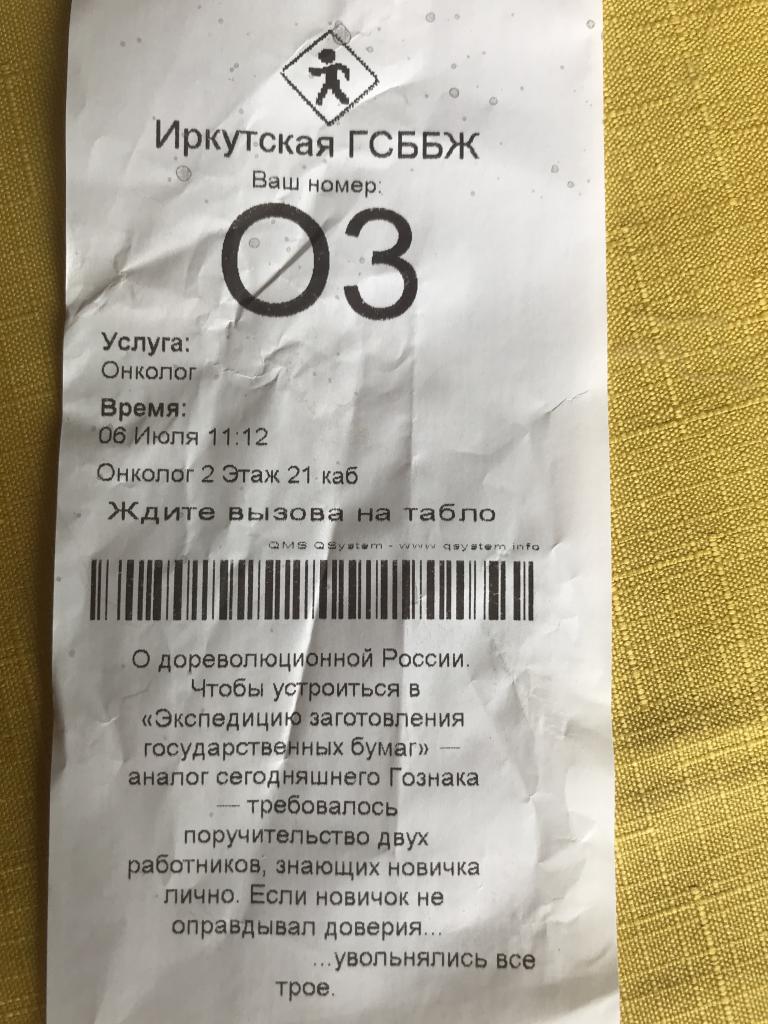 Иркутская ГСББЖ
Ваш номер:
О3
Услуга:
Онколог
Время:
06 Июля 11:12
Онколог 2 Этаж 21 каб
Ждите вызова на табло
QMS QSystem - www qsystem.info
О дореволюционной России.
Чтобы устроиться в
«Экспедицию заготовления
государственных бумаг» —
аналог сегодняшнего Гознака
— требовалось
поручительство двух
работников, знающих новичка
лично. Если новичок не
оправдывал доверия...
...увольнялись все
трое.